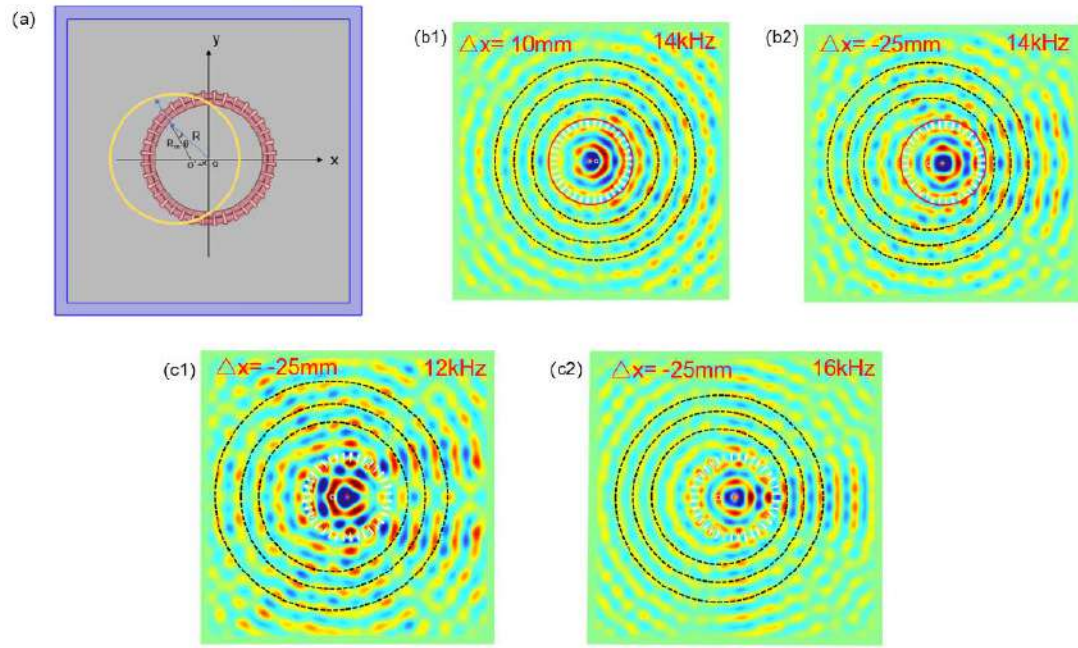 (a)
y
R
x
(b1)
△x= 10mm
14kHz
(b2)
△x= -25mm
14kHz
(c1)
△x= -25mm
12kHz
(c2)
△x= -25mm
16kHz